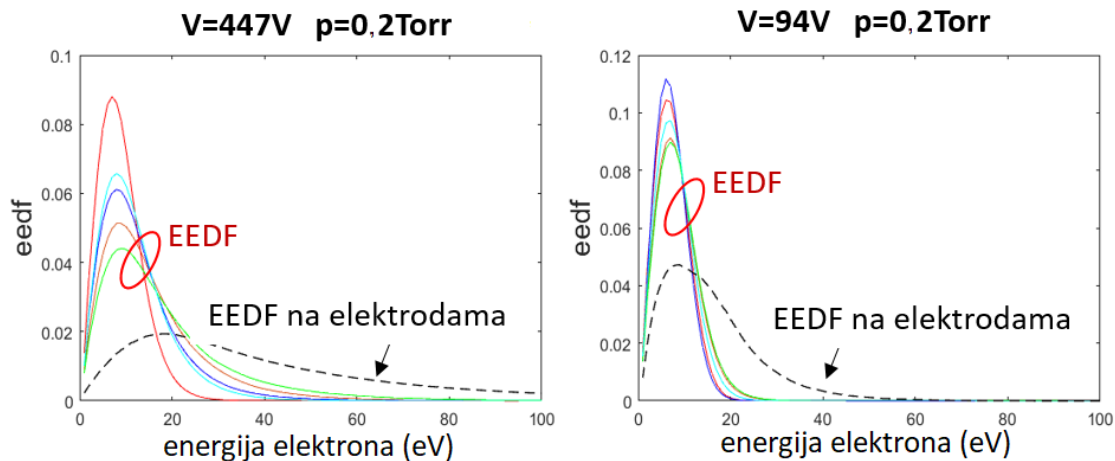 V=447V p=0,2Torr
0.1
0.08
0.06
0.04
0.02
0
0 20 40 60 80 100
eedf
EEDF
EEDF na elektrodama
energija elektrona (eV)
V=94V p=0,2Torr
0.12
0.1
0.08
0.06
0.04
0.02
0
0 20 40 60 80 100
eedf
EEDF
EEDF na elektrodama
energija elektrona (eV)